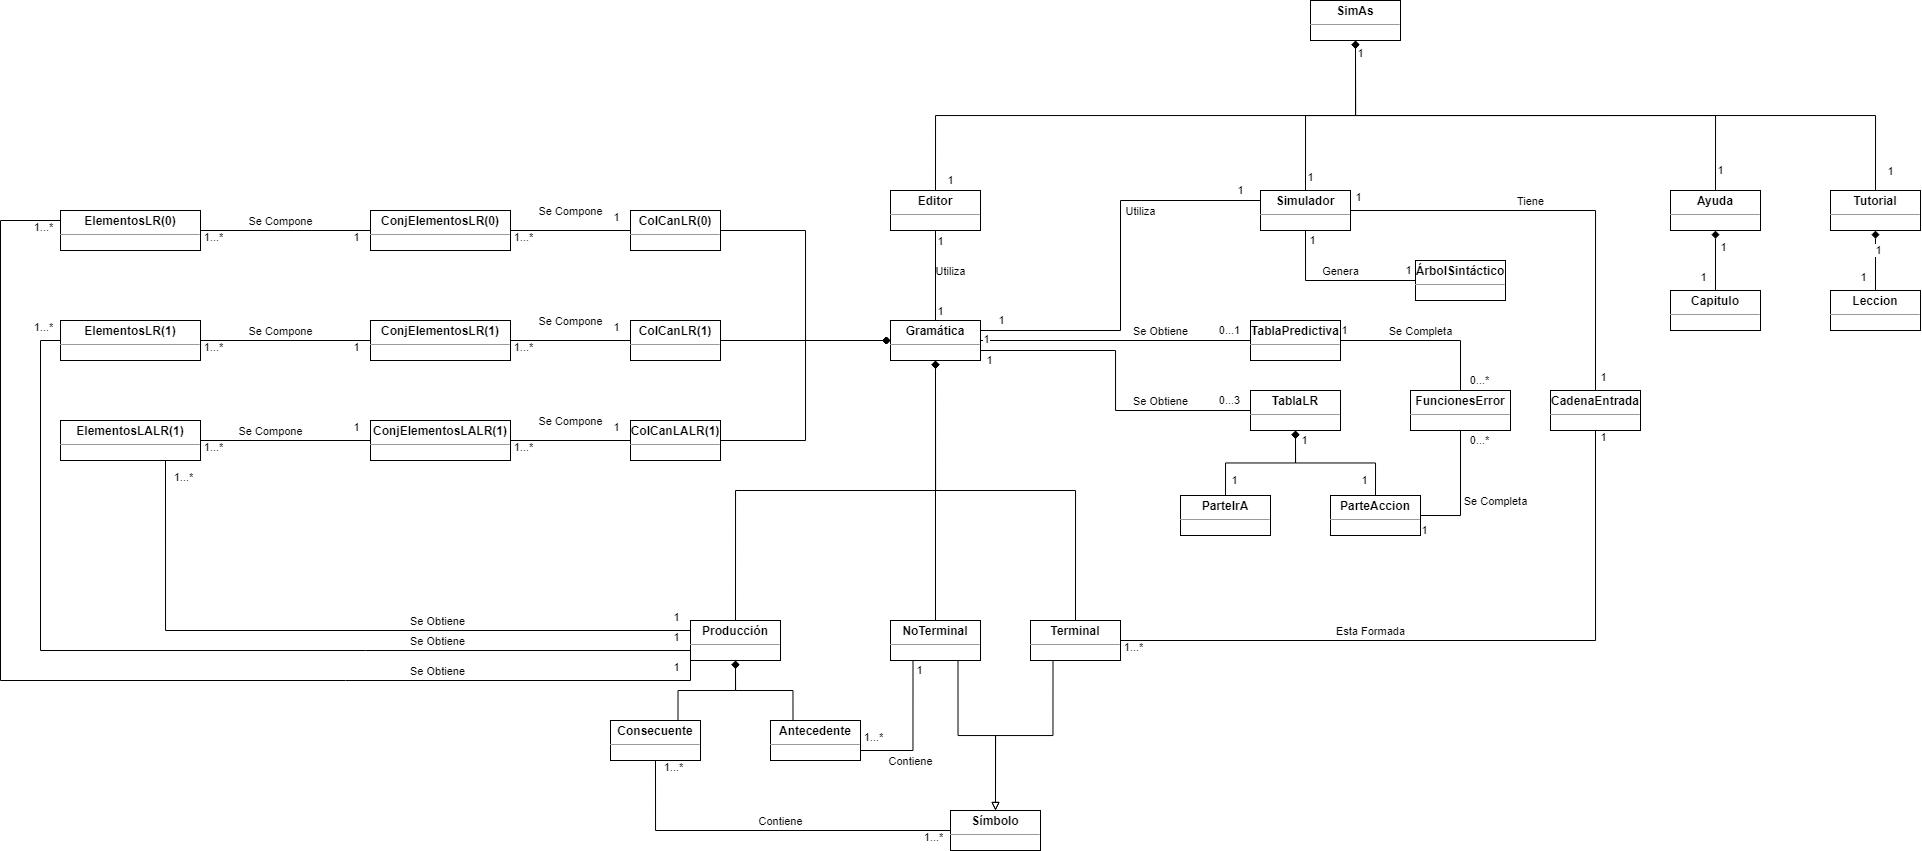 SimAs
1
1
1
1
1
Editor
Simulador
Ayuda
Tutorial
1
1
Tiene
Utiliza
1
1
1
1
Utiliza
Genera
1
ÁrbolSintáctico
1
1
Capitulo
Leccion
ElementosLR(0)
1...*
1...*
Se Compone
1
ConjElementosLR(0)
1...*
Se Compone
1
ColCanLR(0)
1...*
ElementosLR(1)
1...*
Se Compone
1
ConjElementosLR(1)
1...*
Se Compone
1
ColCanLR(1)
1
Gramática
1
1
1
Se Obtiene
0...1
TablaPredictiva
1
Se Completa
0...*
Se Obtiene
0...3
TablaLR
1
FuncionesError
0...*
1
CadenaEntrada
1
ElementosLALR(1)
1...*
1...*
Se Compone
1
ConjElementosLALR(1)
1...*
Se Compone
1
ColCanLALR(1)
1
1
ParteIrA
ParteAccion
1
Se Completa
Se Obtiene
1
Se Obtiene
1
Se Obtiene
1
Producción
NoTerminal
Terminal
1...*
Esta Formada
1
Consecuente
Antecedente
1...*
Contiene
1...*
Contiene
1...*
Símbolo